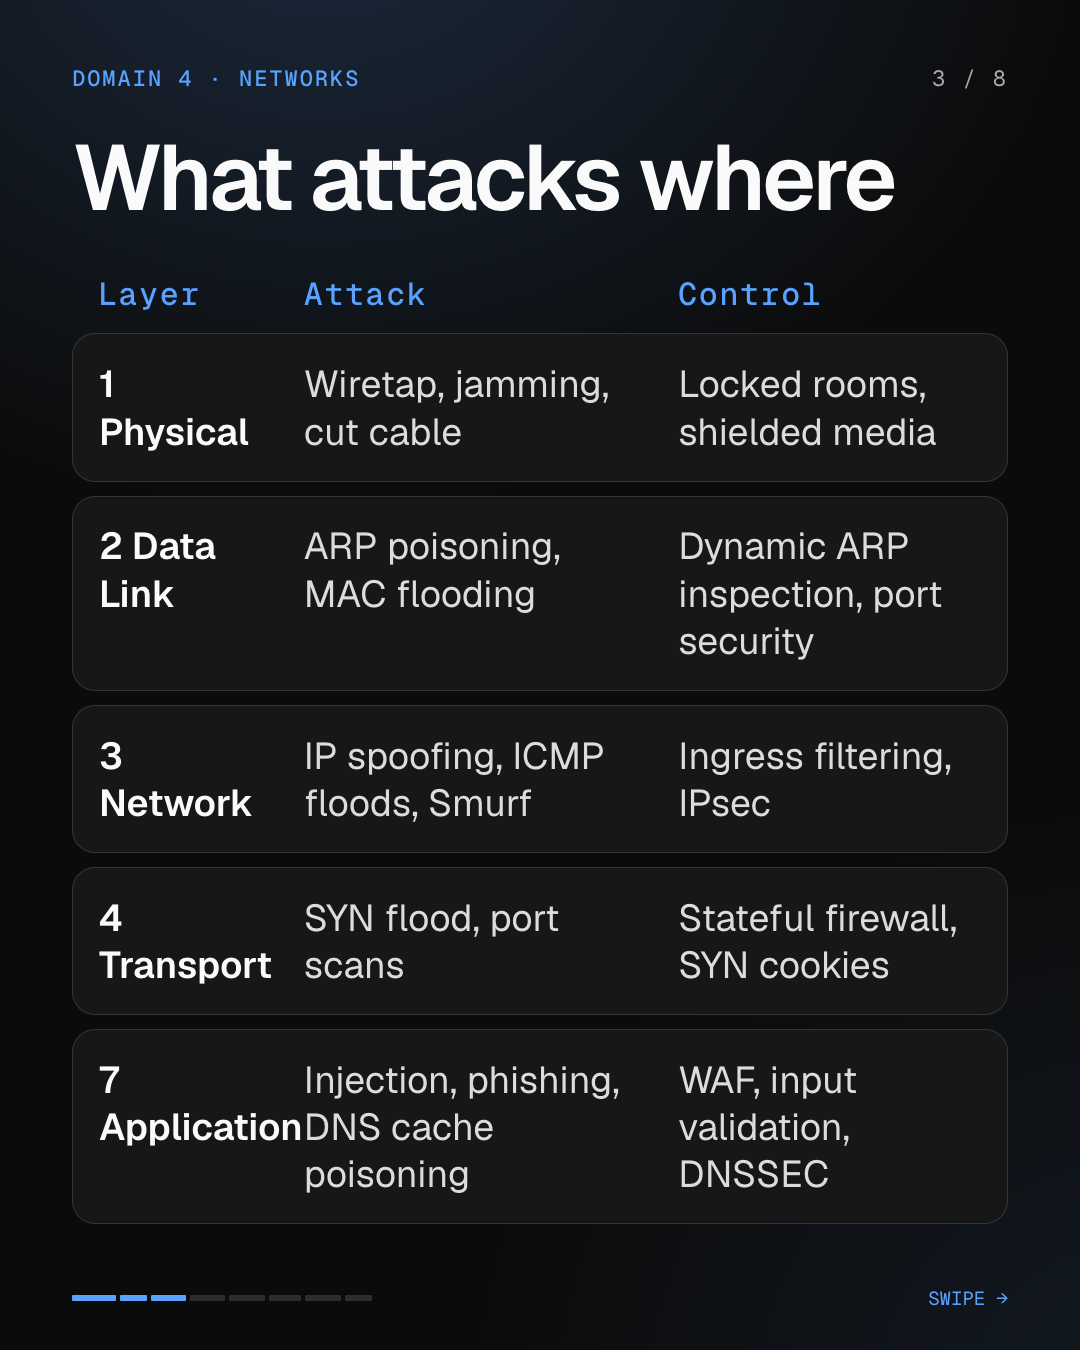 DOMAIN 4 · NETWORKS
3 / 8
What attacks where
Layer Attack Control
1 Wiretap, jamming, Locked rooms,
Physical cut cable shielded media
2 Data ARP poisoning, Dynamic ARP
Link MAC flooding inspection, port
security
3 IP spoofing, ICMP Ingress filtering,
Network floods, Smurf IPsec
4 SYN flood, port Stateful firewall,
Transport scans SYN cookies
7 Injection, phishing, WAF, input
Application DNS cache validation,
poisoning DNSSEC
SWIPE →